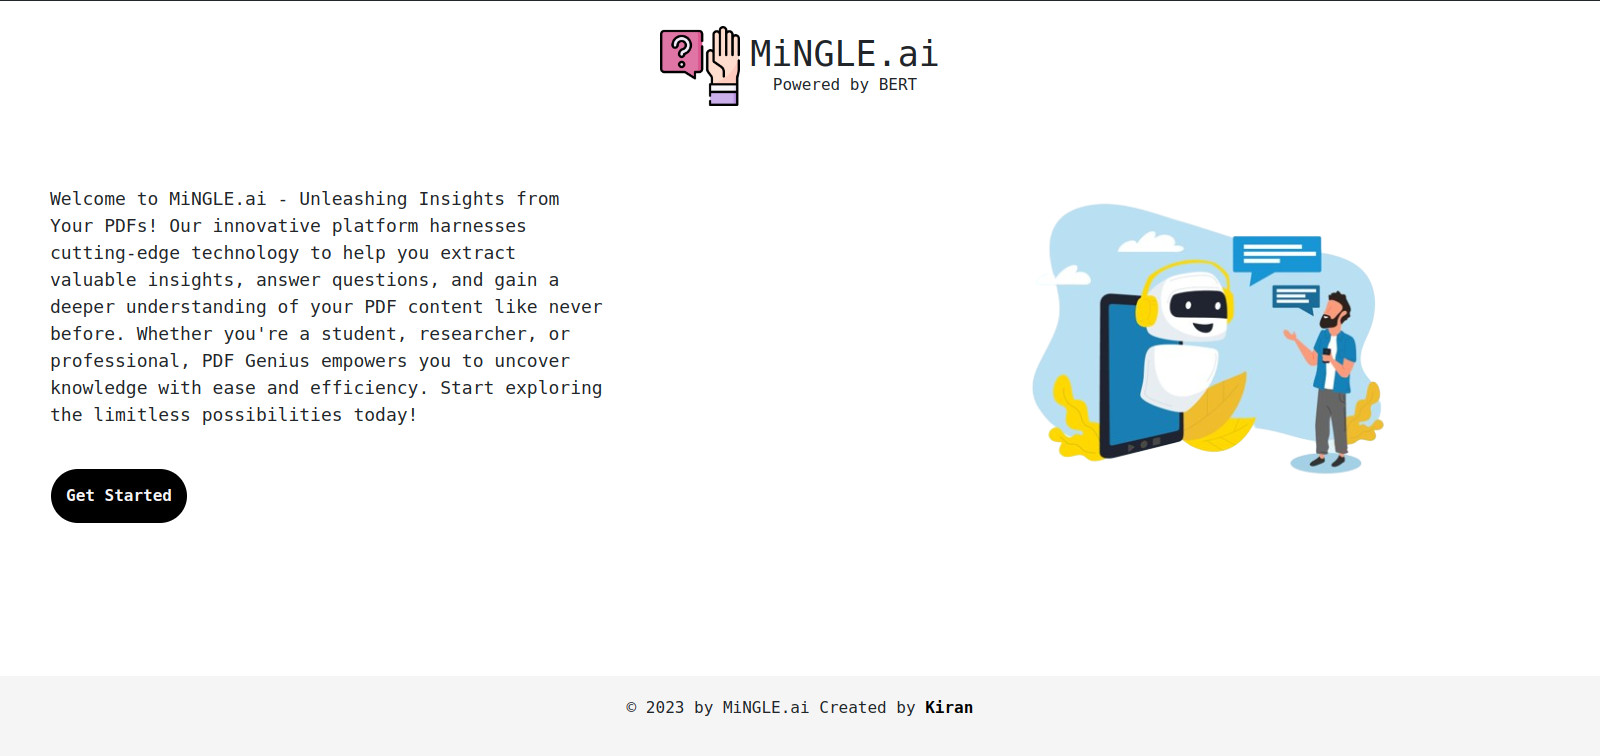 MiNGLE.ai
Powered by BERT
Welcome to MiNGLE.ai - Unleashing Insights from
Your PDFs! Our innovative platform harnesses
cutting-edge technology to help you extract
valuable insights, answer questions, and gain a
deeper understanding of your PDF content like never
before. Whether you're a student, researcher, or
professional, PDF Genius empowers you to uncover
knowledge with ease and efficiency. Start exploring
the limitless possibilities today!
Get Started
© 2023 by MiNGLE.ai Created by Kiran